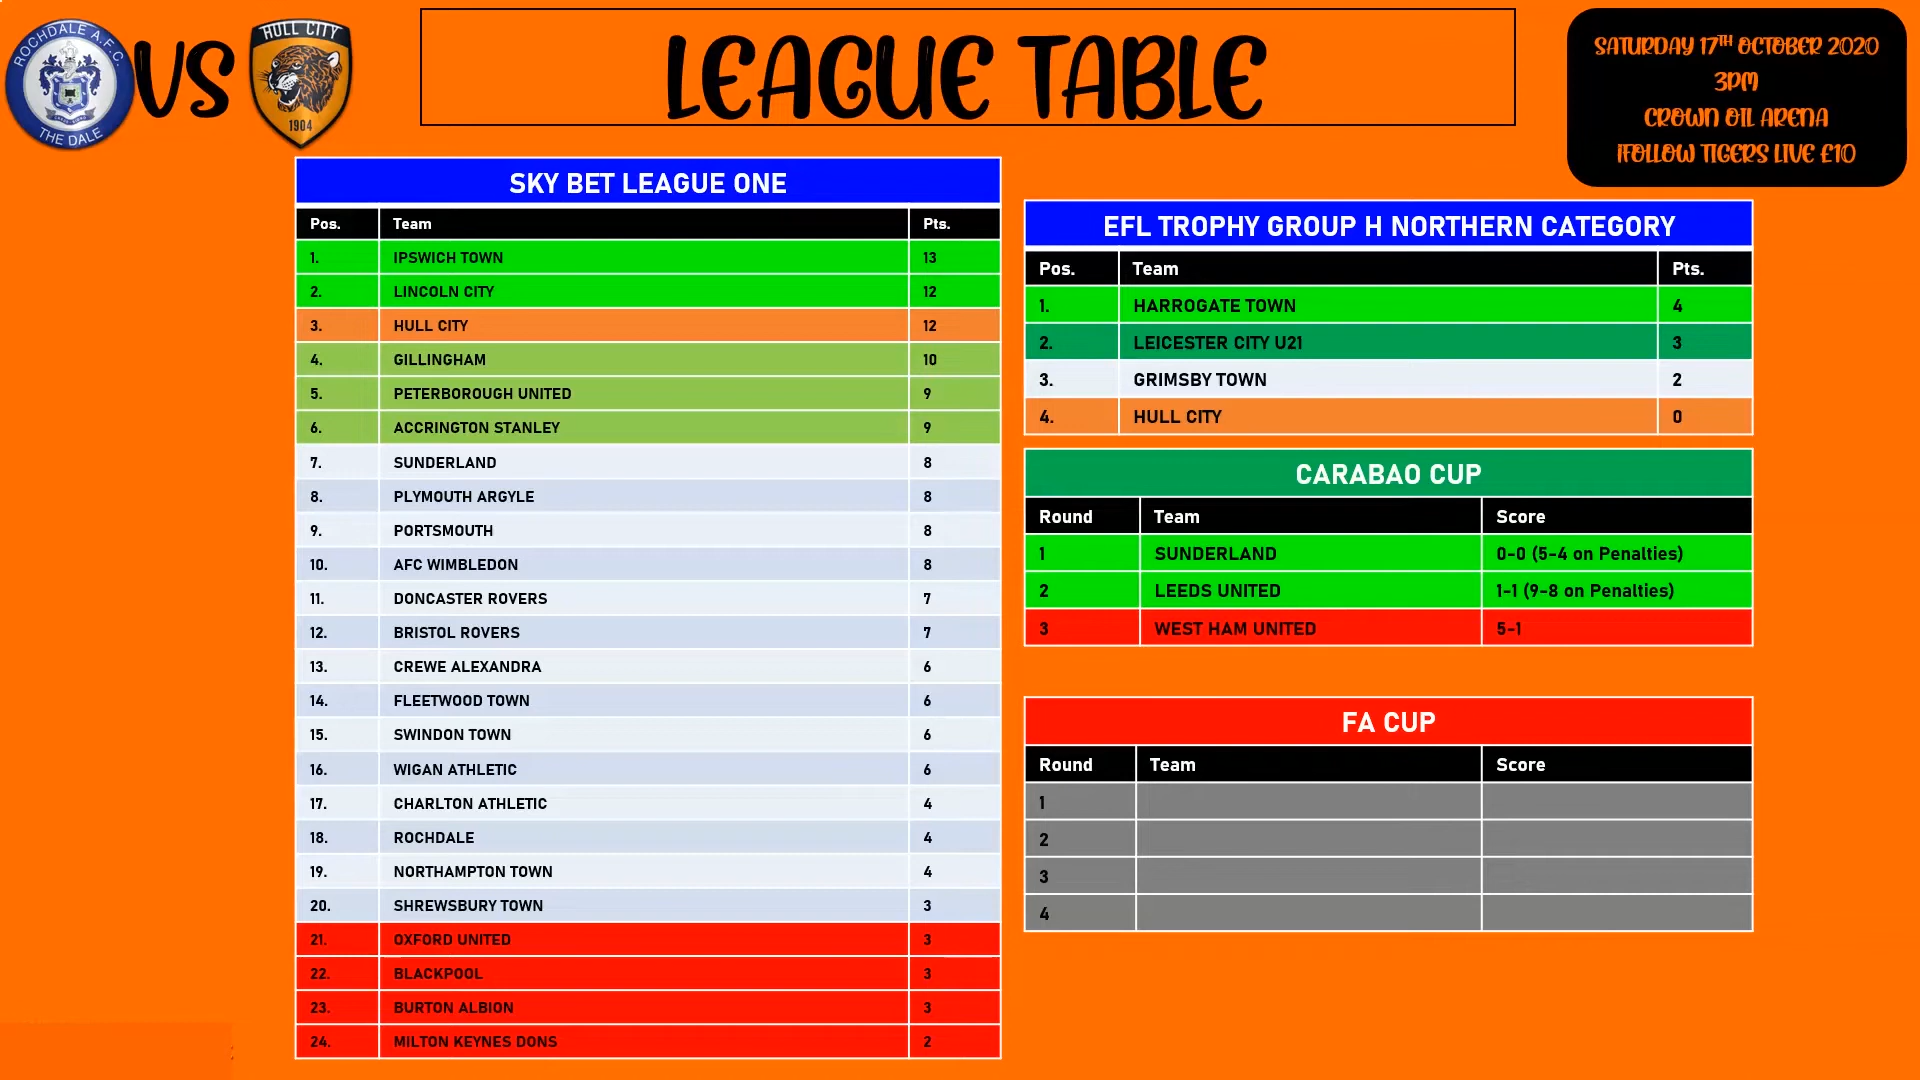 ROCHDALE A.F.C.
THE DALE
VS
HULL CITY
1904
LEAGUE TABLE
SATURDAY 17TH OCTOBER 2020
3PM
CROWN OIL ARENA
iFOLLOW TIGERS LIVE £10
SKY BET LEAGUE ONE
Pos. Team Pts.
1. IPSWICH TOWN 13
2. LINCOLN CITY 12
3. HULL CITY 12
4. GILLINGHAM 10
5. PETERBOROUGH UNITED 9
6. ACCRINGTON STANLEY 9
7. SUNDERLAND 8
8. PLYMOUTH ARGYLE 8
9. PORTSMOUTH 8
10. AFC WIMBLEDON 8
11. DONCASTER ROVERS 7
12. BRISTOL ROVERS 7
13. CREWE ALEXANDRA 6
14. FLEETWOOD TOWN 6
15. SWINDON TOWN 6
16. WIGAN ATHLETIC 6
17. CHARLTON ATHLETIC 4
18. ROCHDALE 4
19. NORTHAMPTON TOWN 4
20. SHREWSBURY TOWN 3
21. OXFORD UNITED 3
22. BLACKPOOL 3
23. BURTON ALBION 3
24. MILTON KEYNES DONS 2
EFL TROPHY GROUP H NORTHERN CATEGORY
Pos. Team Pts.
1. HARROGATE TOWN 4
2. LEICESTER CITY U21 3
3. GRIMSBY TOWN 2
4. HULL CITY 0
CARABAO CUP
Round Team Score
1 SUNDERLAND 0-0 (5-4 on Penalties)
2 LEEDS UNITED 1-1 (9-8 on Penalties)
3 WEST HAM UNITED 5-1
FA CUP
Round Team Score
1
2
3
4